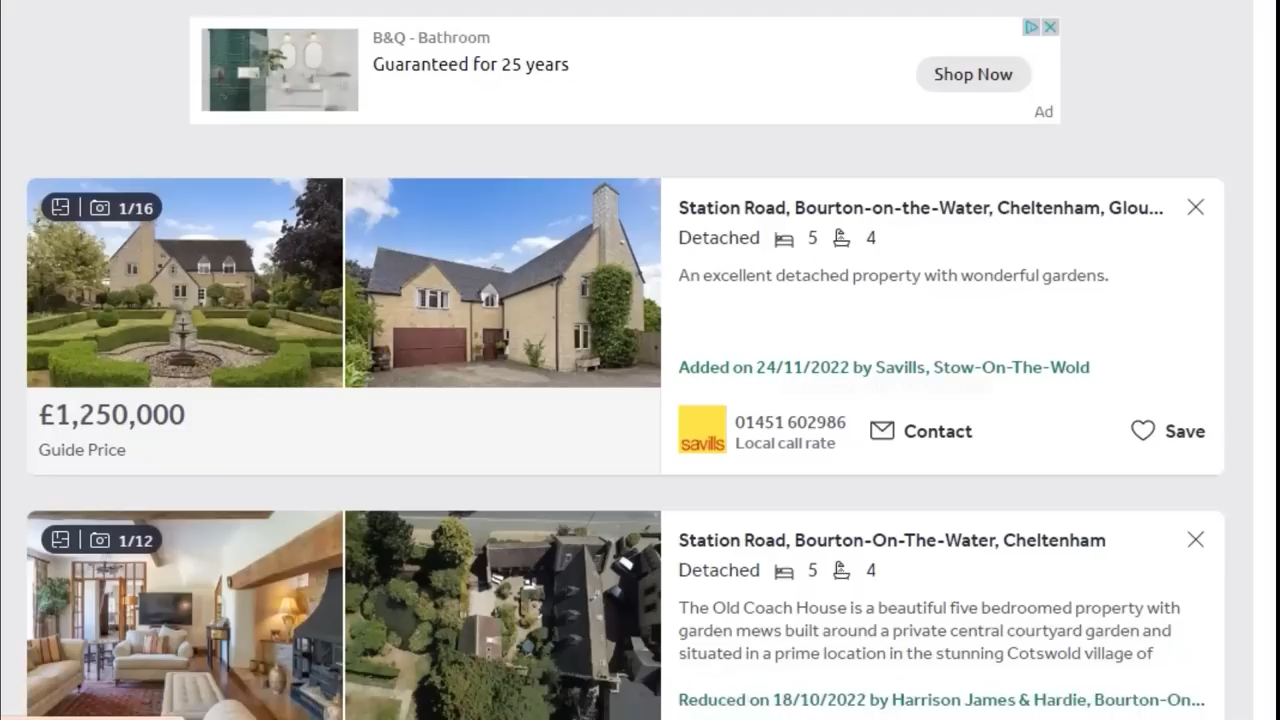 B&Q - Bathroom
Guaranteed for 25 years
Shop Now
Ad
1/16
Station Road, Bourton-on-the-Water, Cheltenham, Glou...
Detached 5 4
An excellent detached property with wonderful gardens.
Added on 24/11/2022 by Savills, Stow-On-The-Wold
£1,250,000
Guide Price
savills
01451 602986
Local call rate
Contact
Save
1/12
Station Road, Bourton-On-The-Water, Cheltenham
Detached 5 4
The Old Coach House is a beautiful five bedroomed property with
garden mews built around a private central courtyard garden and
situated in a prime location in the stunning Cotswold village of
Reduced on 18/10/2022 by Harrison James & Hardie, Bourton-On...